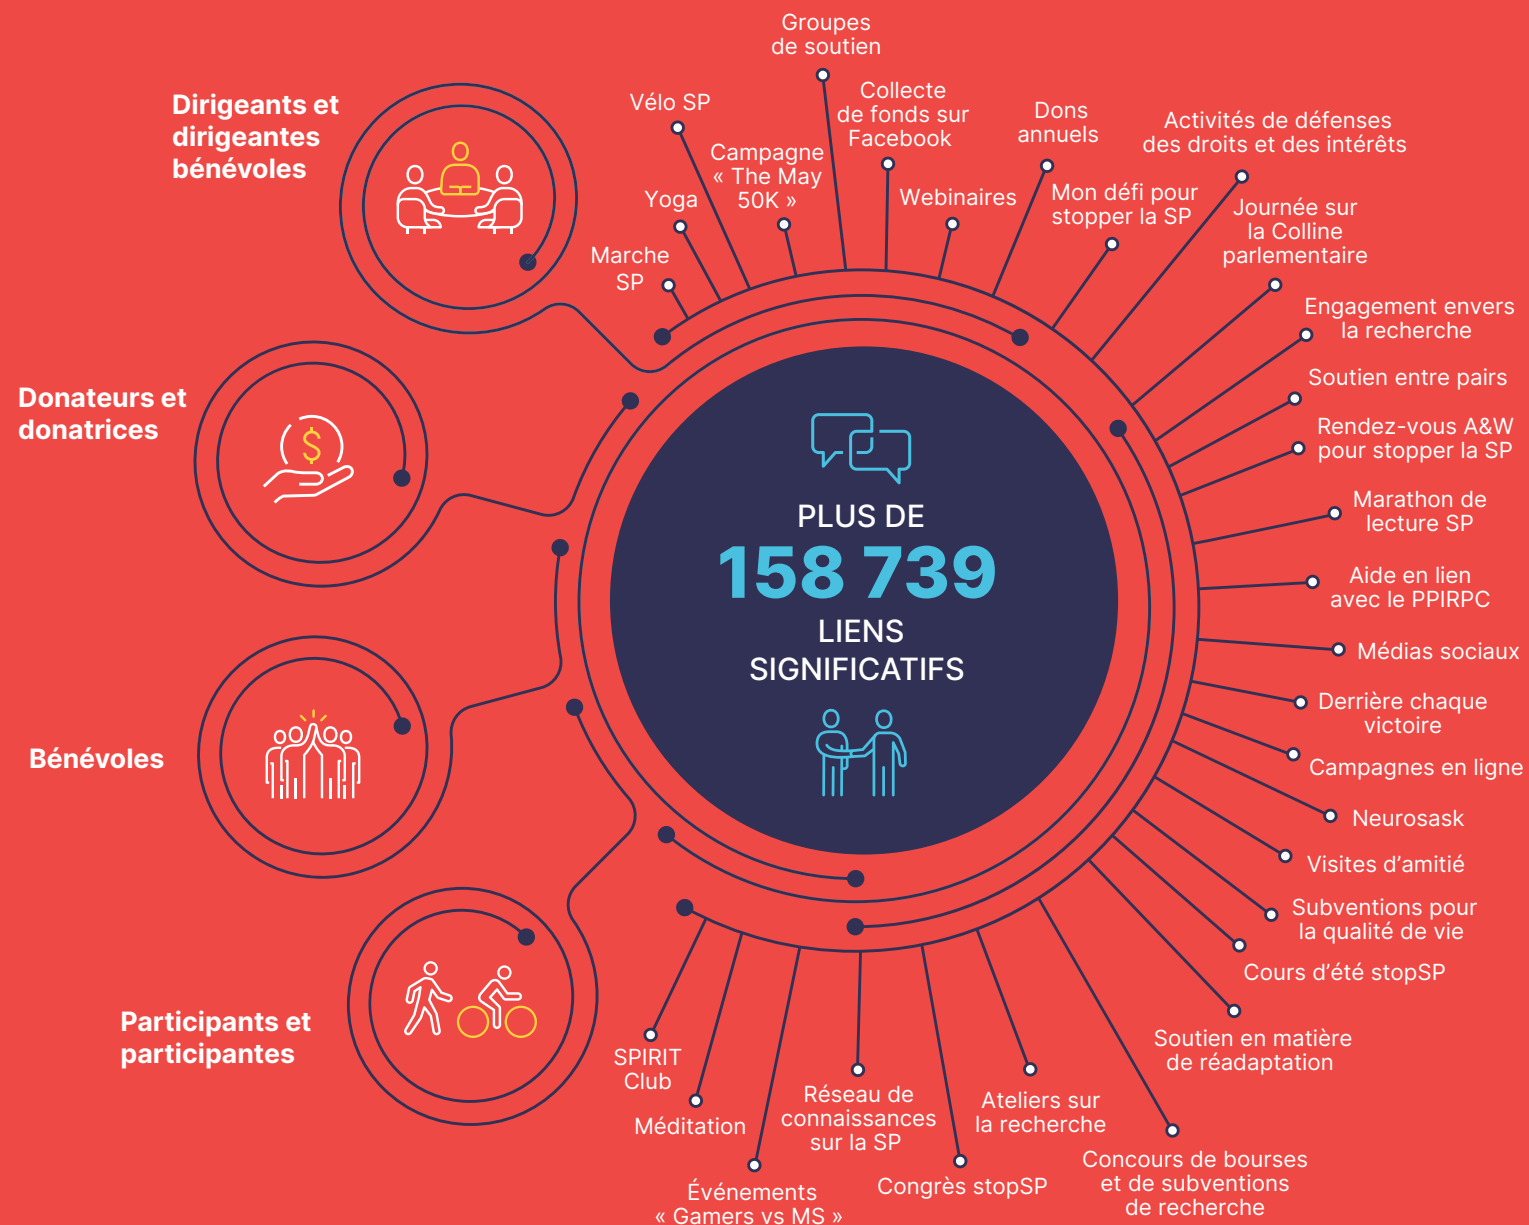 Dirigeants et
dirigeantes
bénévoles
Donateurs et
donatrices
Bénévoles
Participants et
participantes
PLUS DE
158 739
LIENS
SIGNIFICATIFS
Marche
SP
Yoga
Vélo SP
Campagne
« The May
50K »
Groupes
de soutien
Collecte
de fonds sur
Facebook
Webinaires
Dons
annuels
Mon défi pour
stopper la SP
Activités de défenses
des droits et des intérêts
Journée sur
la Colline
parlementaire
Engagement envers
la recherche
Soutien entre pairs
Rendez-vous A&W
pour stopper la SP
Marathon de
lecture SP
Aide en lien
avec le PPIRPC
Médias sociaux
Derrière chaque
victoire
Campagnes en ligne
Neurosask
Visites d’amitié
Subventions pour
la qualité de vie
Cours d’été stopSP
Soutien en matière
de réadaptation
Concours de bourses
et de subventions
de recherche
Ateliers sur
la recherche
Congrès stopSP
Réseau de
connaissances
sur la SP
Événements
« Gamers vs MS »
Méditation
SPIRIT
Club
$